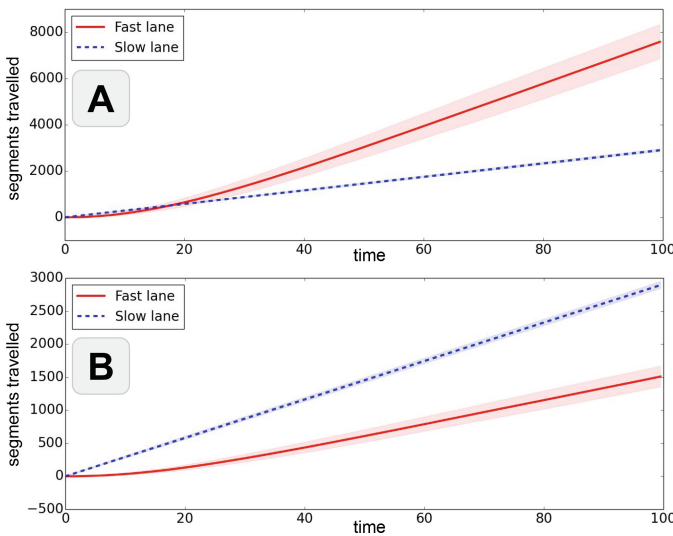 8000
6000
4000
2000
0
segments travelled
Fast lane
Slow lane
A
0 20 40 60 80 100
time
3000
2500
2000
1500
1000
500
0
−500
segments travelled
Fast lane
Slow lane
B
0 20 40 60 80 100
time